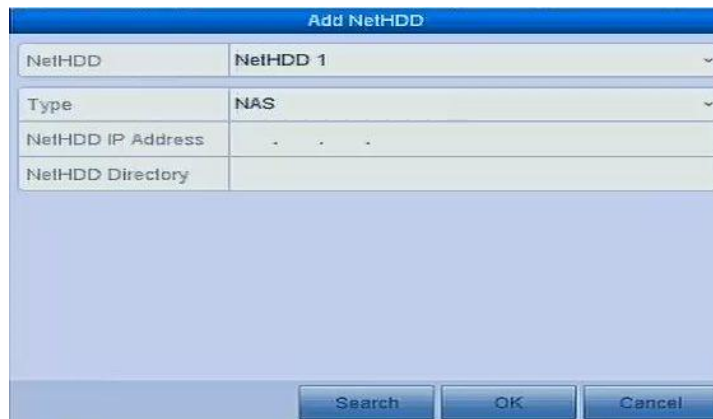 Add NetHDD
NetHDD NetHDD 1
Type NAS
NetHDD IP Address . . .
NetHDD Directory
Search OK Cancel